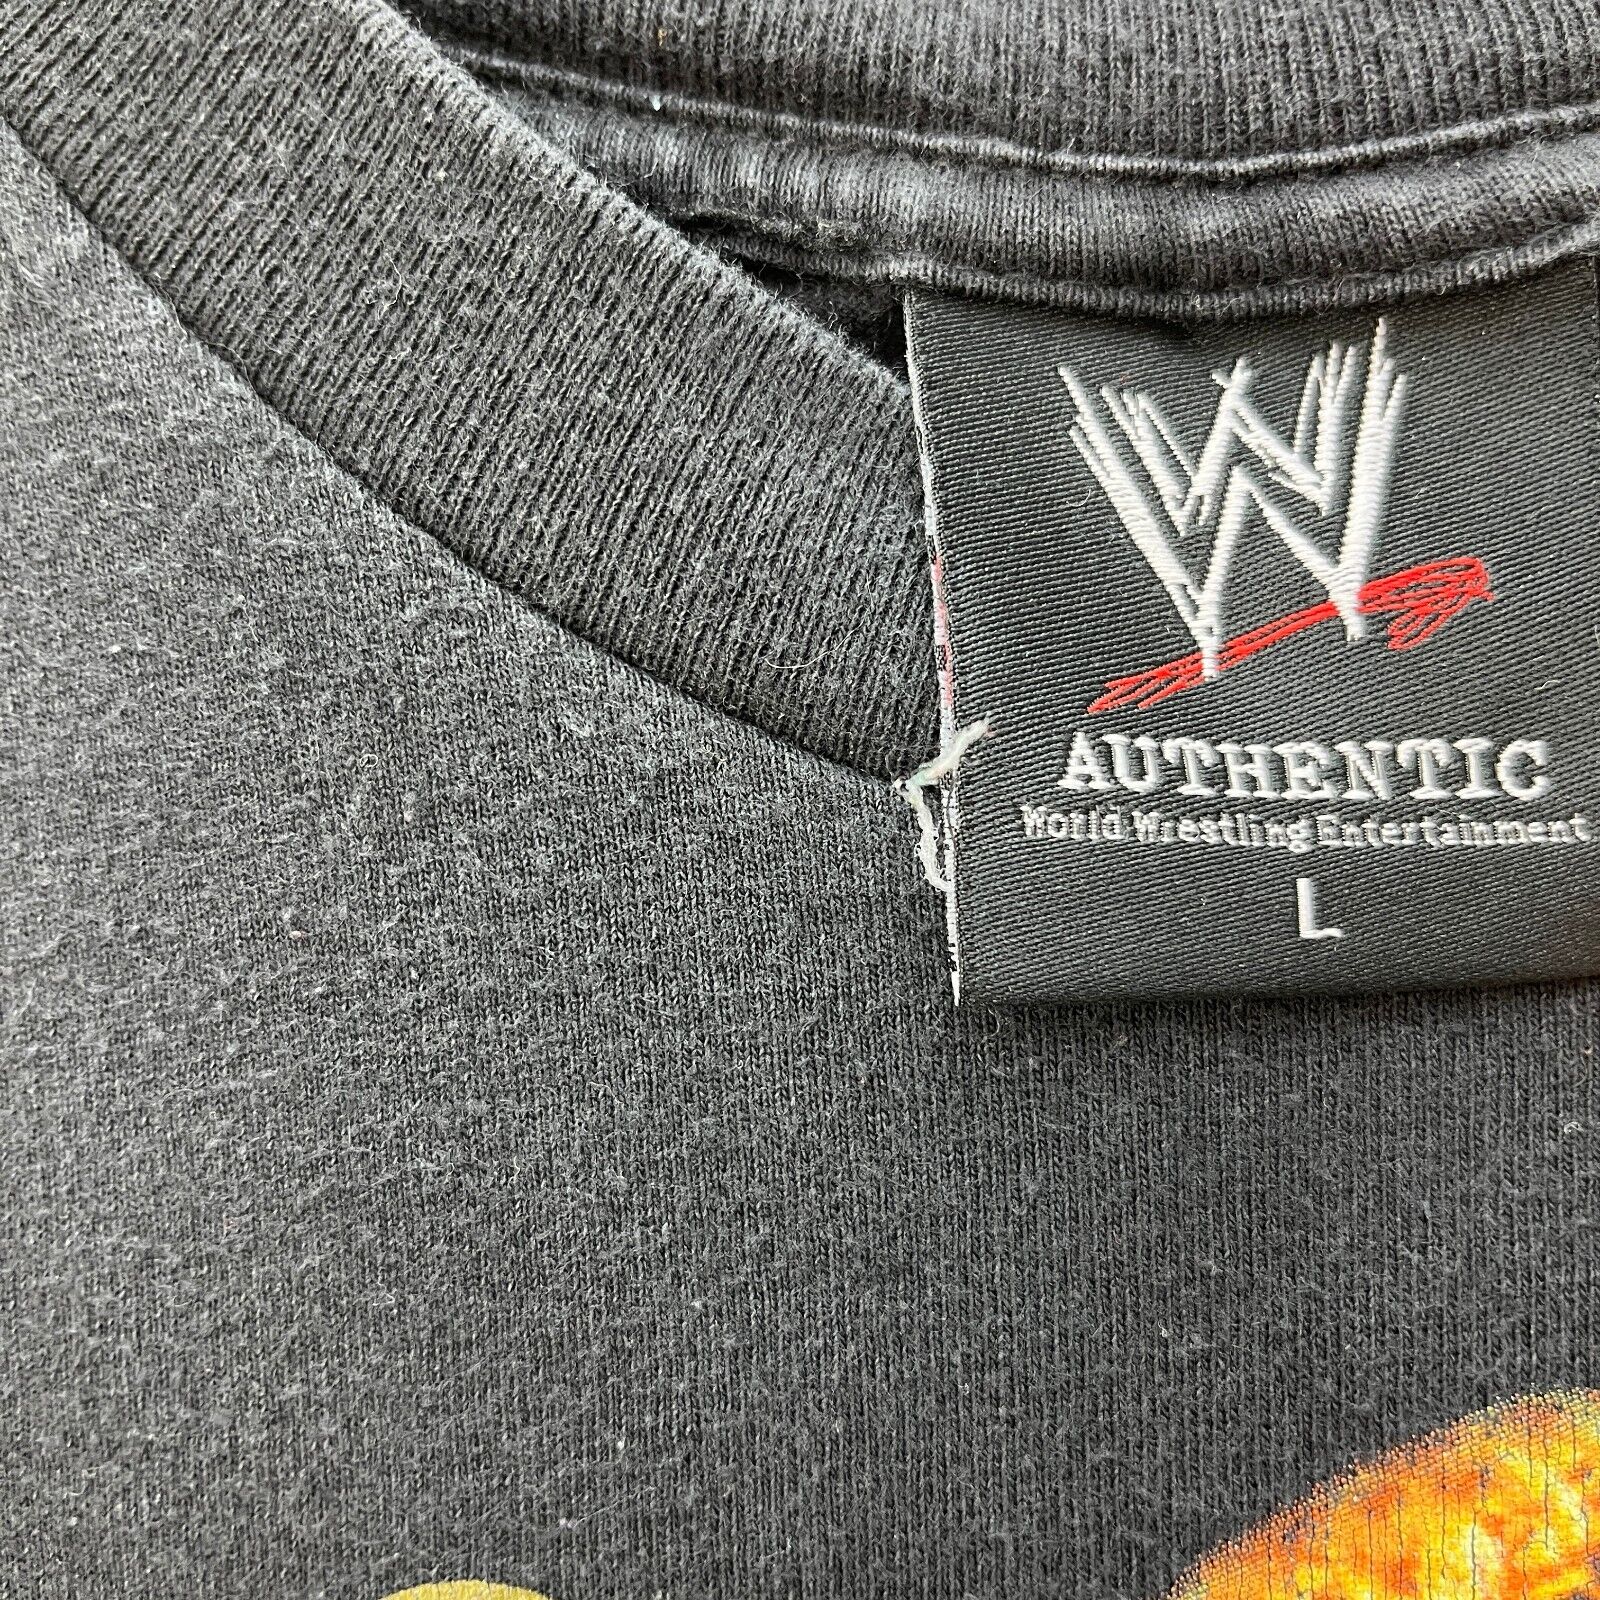 W
AUTHENTIC
World Wrestling Entertainment
L